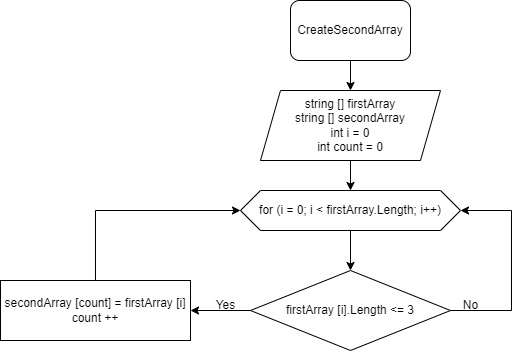 CreateSecondArray
string [] firstArray
string [] secondArray
int i = 0
int count = 0
for (i = 0; i < firstArray.Length; i++)
firstArray [i].Length <= 3
Yes
No
secondArray [count] = firstArray [i]
count ++